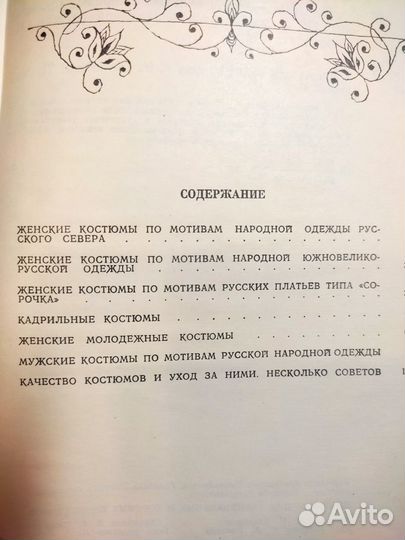 СОДЕРЖАНИЕ
ЖЕНСКИЕ КОСТЮМЫ ПО МОТИВАМ НАРОДНОЙ ОДЕЖДЫ РУС-
СКОГО СЕВЕРА . . . . . . . . . . . . .
ЖЕНСКИЕ КОСТЮМЫ ПО МОТИВАМ НАРОДНОЙ ЮЖНОВЕЛИКО-
РУССКОЙ ОДЕЖДЫ . . . . . . . . . . .
ЖЕНСКИЕ КОСТЮМЫ ПО МОТИВАМ РУССКИХ ПЛАТЬЕВ ТИПА «СО-
РОЧКА» . . . . . . . . . . . . . .
КАДРИЛЬНЫЕ КОСТЮМЫ . . . . . . . . .
ЖЕНСКИЕ МОЛОДЕЖНЫЕ КОСТЮМЫ . . . . . .
МУЖСКИЕ КОСТЮМЫ ПО МОТИВАМ РУССКОЙ НАРОДНОЙ ОДЕЖДЫ
КАЧЕСТВО КОСТЮМОВ И УХОД ЗА НИМИ. НЕСКОЛЬКО СОВЕТОВ
Avito